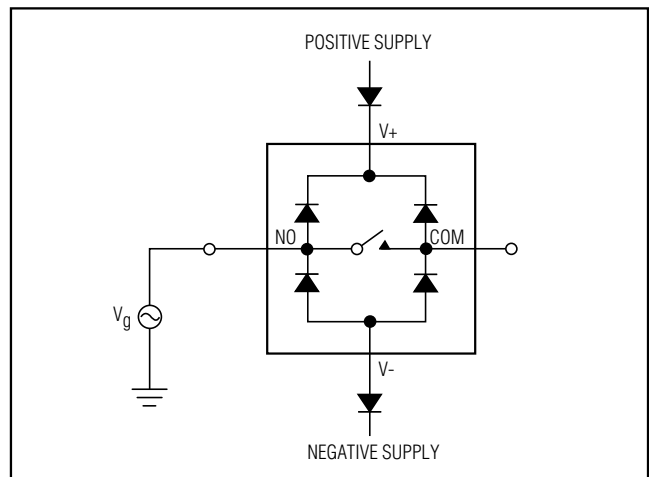 POSITIVE SUPPLY
V+
NO
COM
Vg
V-
NEGATIVE SUPPLY